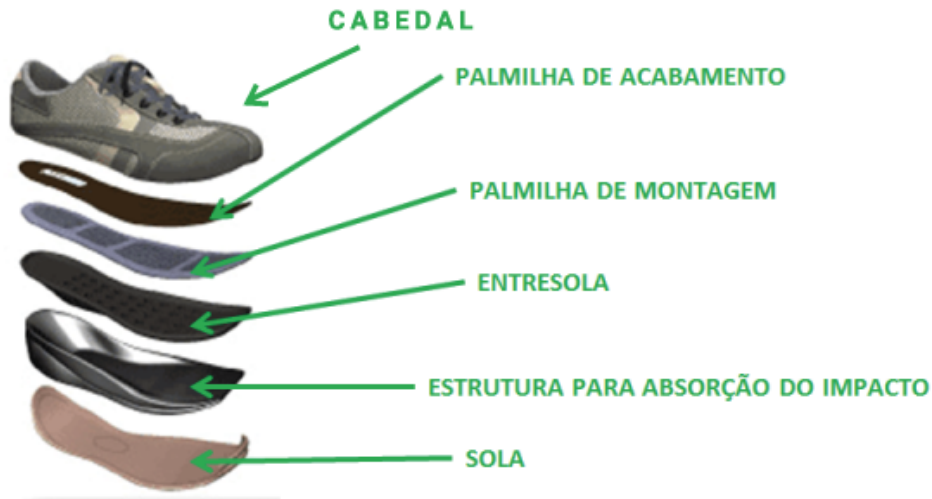 CABEDAL
PALMILHA DE ACABAMENTO
PALMILHA DE MONTAGEM
ENTRESOLA
ESTRUTURA PARA ABSORÇÃO DO IMPACTO
SOLA